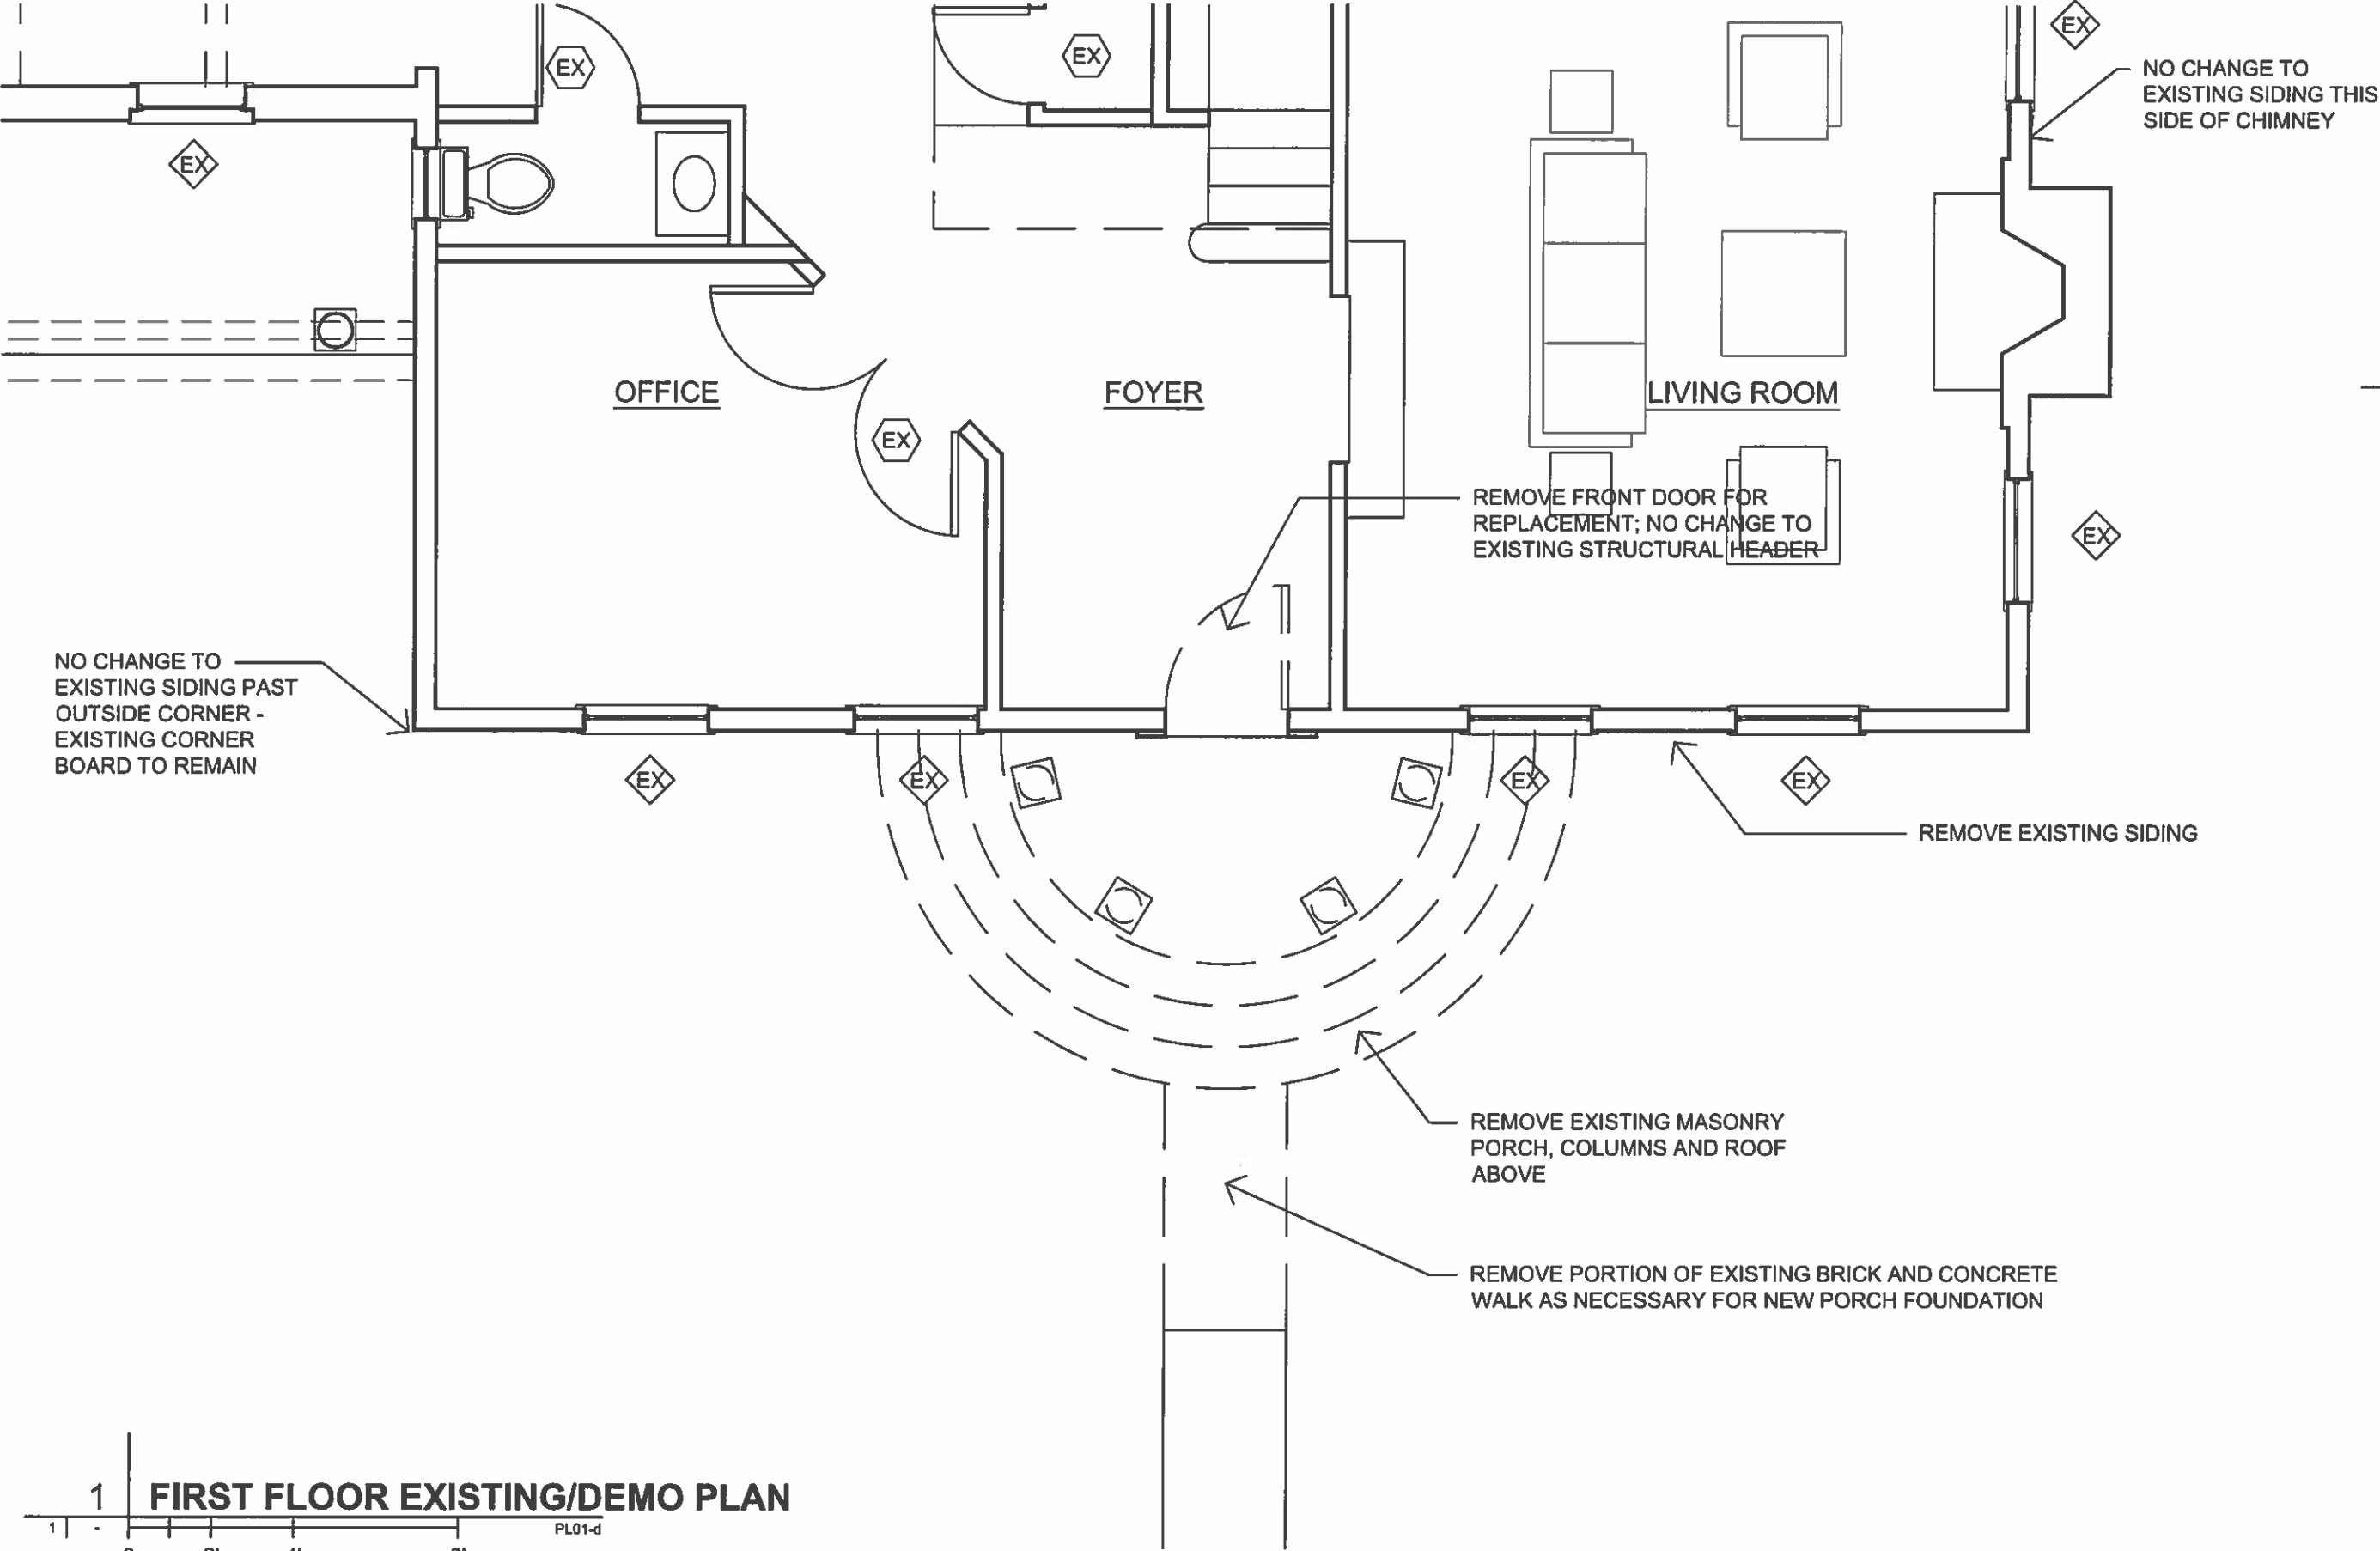 EX
EX
EX
NO CHANGE TO
EXISTING SIDING THIS
SIDE OF CHIMNEY
EX
OFFICE
FOYER
LIVING ROOM
EX
REMOVE FRONT DOOR FOR
REPLACEMENT; NO CHANGE TO
EXISTING STRUCTURAL HEADER
EX
NO CHANGE TO
EXISTING SIDING PAST
OUTSIDE CORNER -
EXISTING CORNER
BOARD TO REMAIN
EX
EX
EX
EX
REMOVE EXISTING SIDING
REMOVE EXISTING MASONRY
PORCH, COLUMNS AND ROOF
ABOVE
REMOVE PORTION OF EXISTING BRICK AND CONCRETE
WALK AS NECESSARY FOR NEW PORCH FOUNDATION
1 FIRST FLOOR EXISTING/DEMO PLAN
1 - PL01-d